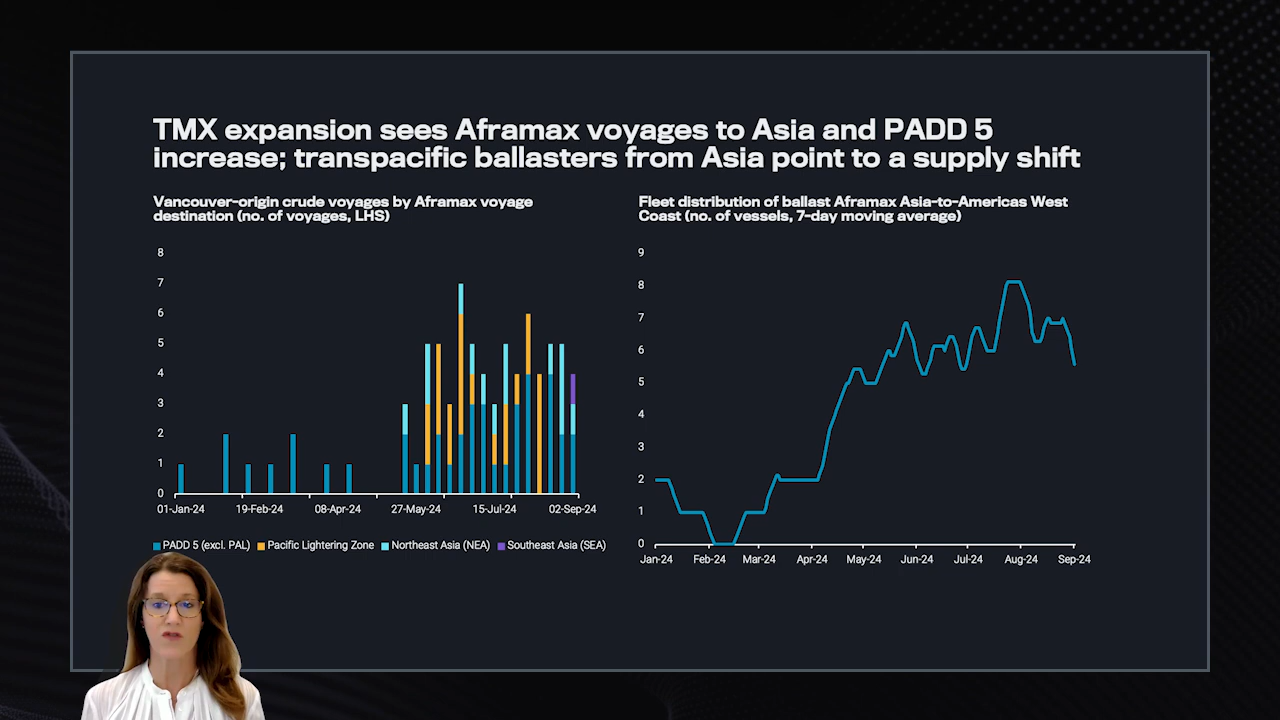 TMX expansion sees Aframax voyages to Asia and PADD 5
increase; transpacific ballasters from Asia point to a supply shift
Vancouver-origin crude voyages by Aframax voyage
destination (no. of voyages, LHS)
8
7
6
5
4
3
2
1
0
01-Jan-24 19-Feb-24 08-Apr-24 27-May-24 15-Jul-24 02-Sep-24
PADD 5 (excl. PAL) Pacific Lightering Zone Northeast Asia (NEA) Southeast Asia (SEA)
Fleet distribution of ballast Aframax Asia-to-Americas West
Coast (no. of vessels, 7-day moving average)
9
8
7
6
5
4
3
2
1
0
Jan-24 Feb-24 Mar-24 Apr-24 May-24 Jun-24 Jul-24 Aug-24 Sep-24